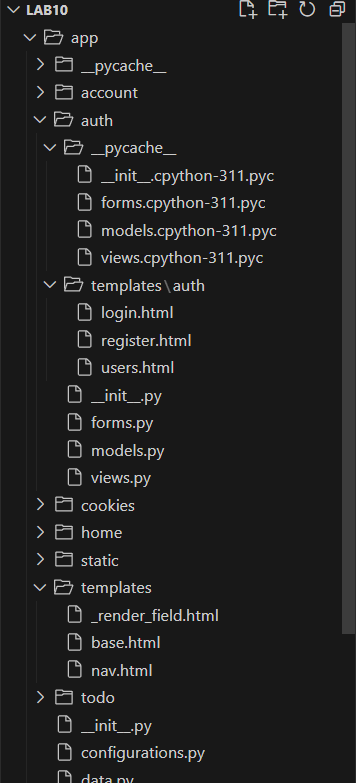 LAB10
app
__pycache__
account
auth
__pycache__
__init__.cpython-311.pyc
forms.cpython-311.pyc
models.cpython-311.pyc
views.cpython-311.pyc
templates\auth
login.html
register.html
users.html
__init__.py
forms.py
models.py
views.py
cookies
home
static
templates
_render_field.html
base.html
nav.html
todo
__init__.py
configurations.py
data.py